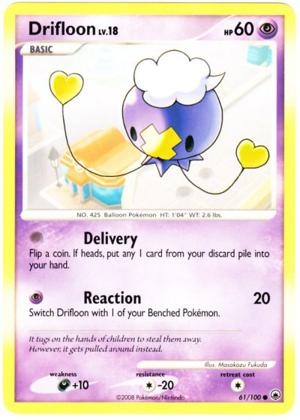 Drifloon LV.18 HP 60
BASIC
NO. 425 Balloon Pokémon HT: 1'04" WT: 2.6 lbs.
Delivery
Flip a coin. If heads, put any 1 card from your discard pile into
your hand.
Reaction 20
Switch Drifloon with 1 of your Benched Pokémon.
It tugs on the hands of children to steal them away.
However, it gets pulled around instead.
Illus. Masakazu Fukuda
weakness resistance retreat cost
+10 -20
©2008 Pokémon/Nintendo 61/100